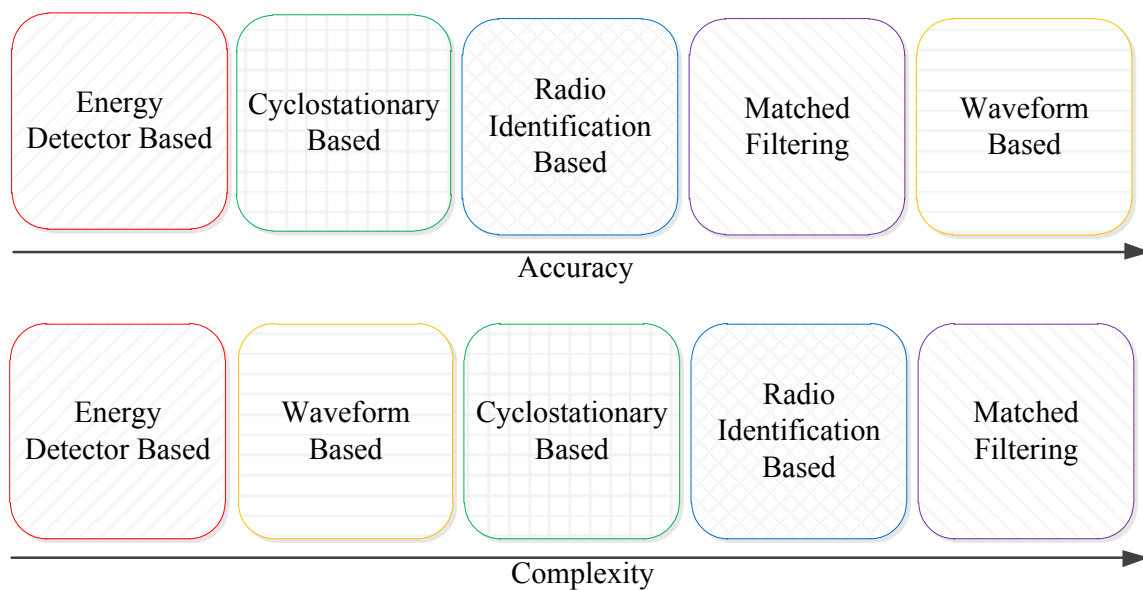 Energy
Detector Based
Cyclostationary
Based
Radio
Identification
Based
Matched
Filtering
Waveform
Based
Accuracy
Energy
Detector Based
Waveform
Based
Cyclostationary
Based
Radio
Identification
Based
Matched
Filtering
Complexity